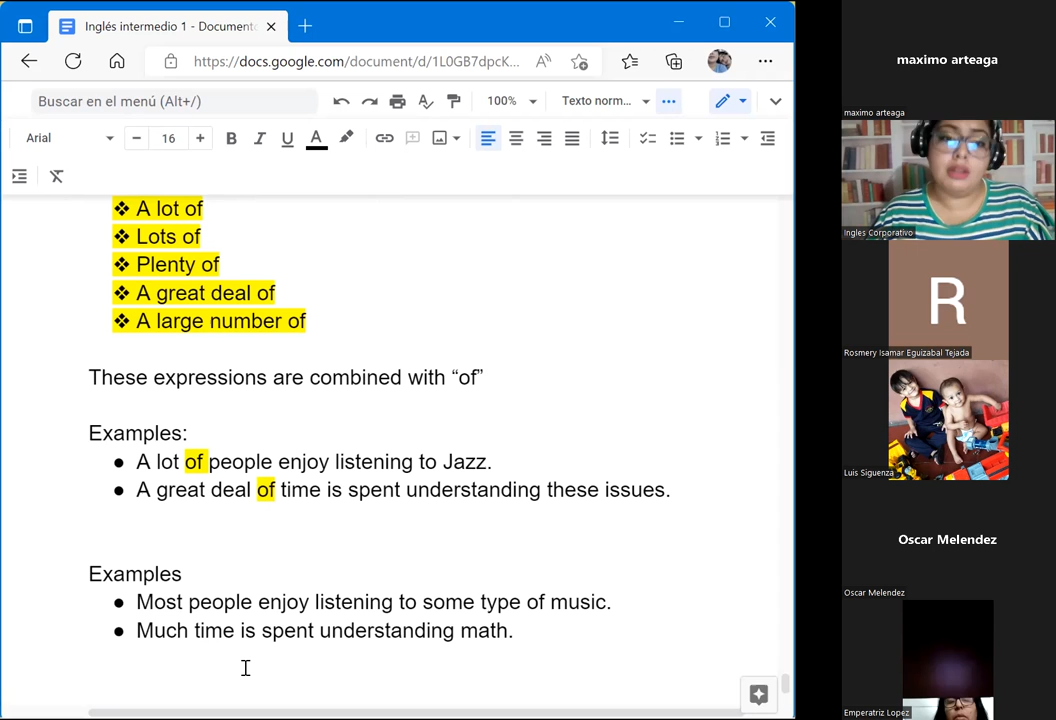 Inglés intermedio 1 - Document
https://docs.google.com/document/d/1L0GB7dpcK...
Buscar en el menú (Alt+/)
100%
Texto norm...
Arial
16
A lot of
Lots of
Plenty of
A great deal of
A large number of
These expressions are combined with “of”
Examples:
A lot of people enjoy listening to Jazz.
A great deal of time is spent understanding these issues.
Examples
Most people enjoy listening to some type of music.
Much time is spent understanding math.
maximo arteaga
maximo arteaga
Ingles Corporativo
R
Rosmery Isamar Eguizabal Tejada
Luis Siguenza
Oscar Melendez
Oscar Melendez
Emperatriz Lopez